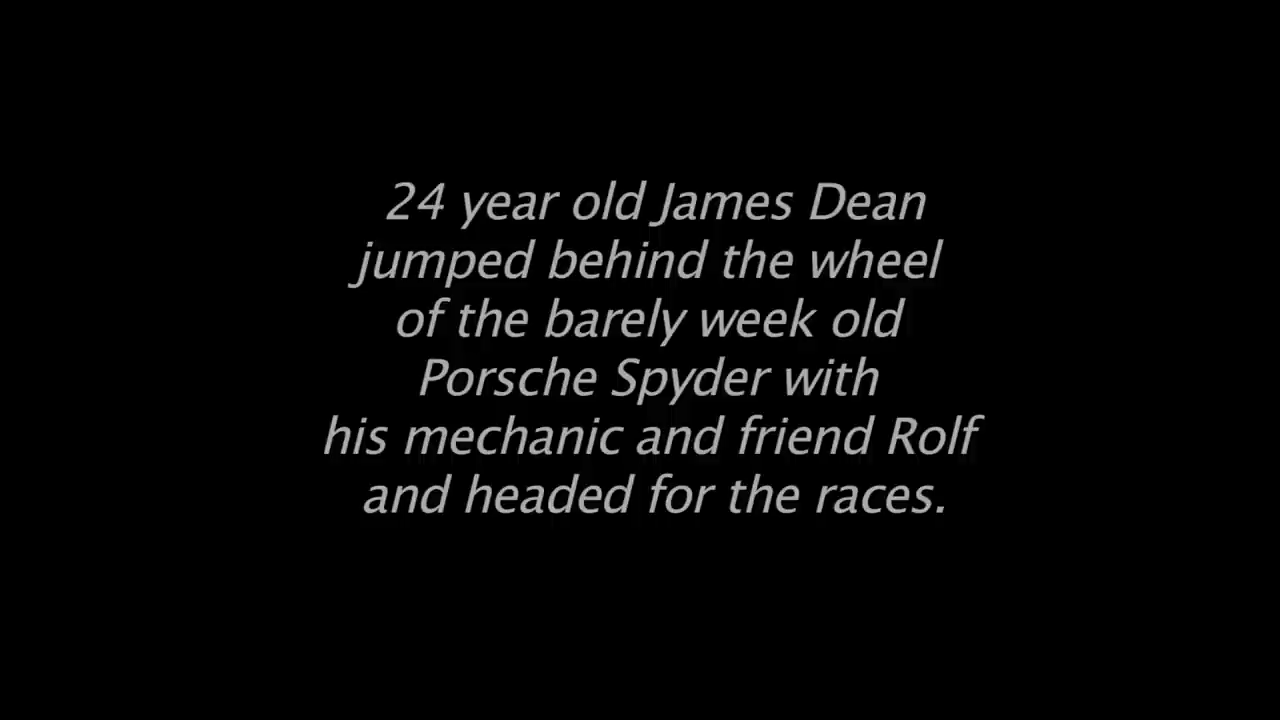 24 year old James Dean
jumped behind the wheel
of the barely week old
Porsche Spyder with
his mechanic and friend Rolf
and headed for the races.